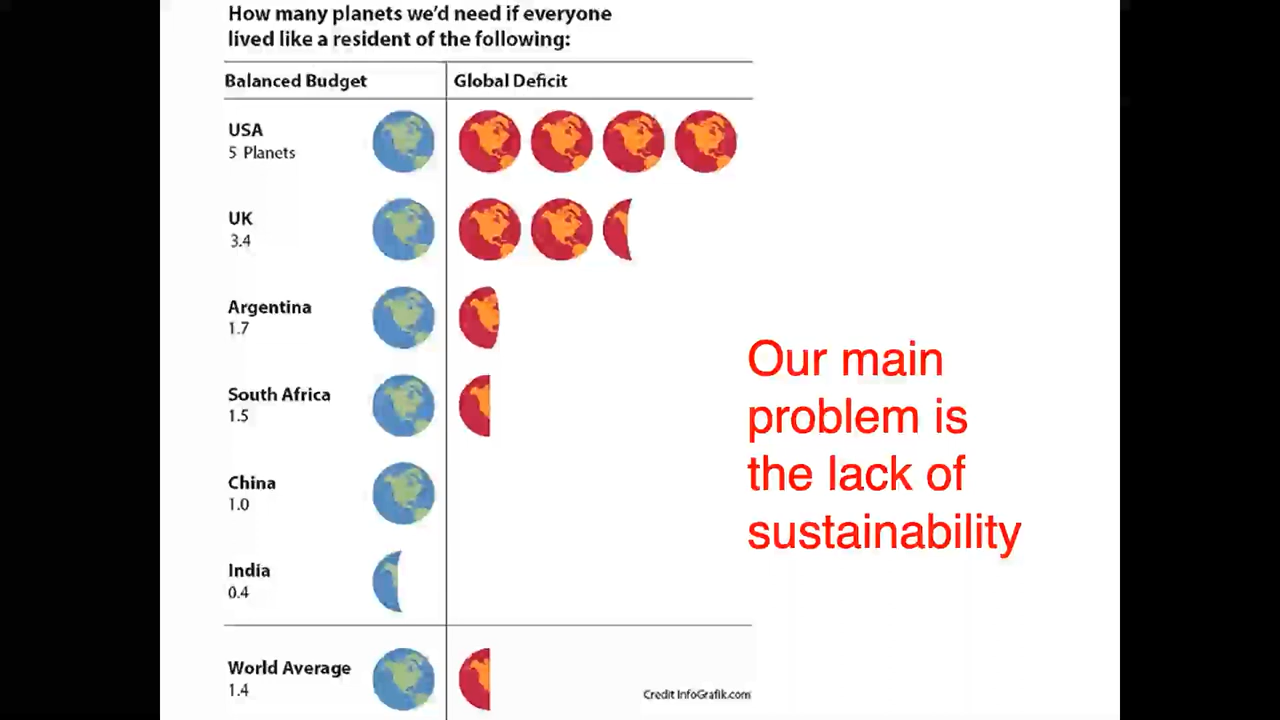 How many planets we'd need if everyone
lived like a resident of the following:
Balanced Budget
Global Deficit
USA
5 Planets
UK
3.4
Argentina
1.7
South Africa
1.5
China
1.0
India
0.4
World Average
1.4
Credit InfoGrafik.com
Our main
problem is
the lack of
sustainability